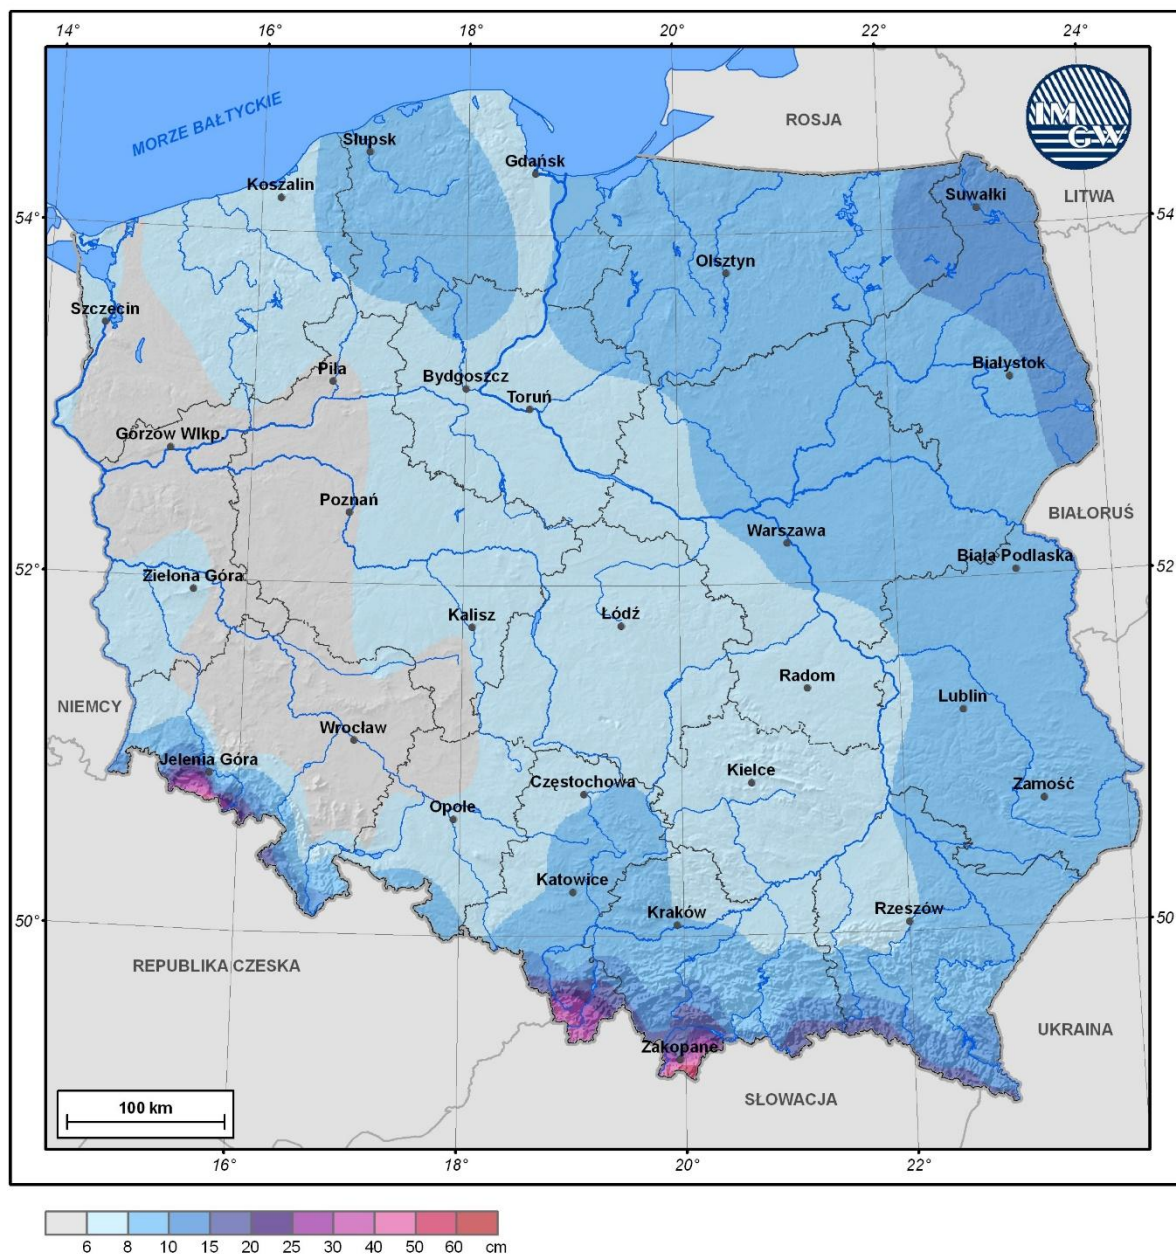 14° 16° 18° 20° 22° 24°
MORZE BAŁTYCKIE
ROSJA
IM
GW
LITWA
Słupsk
Gdańsk
Koszalin
Suwałki
54° 54°
Olsztyn
Szczecin
Piła
Bydgoszcz
Białystok
Toruń
Gorzów Wlkp.
Poznań
BIAŁORUŚ
Warszawa
Biała Podlaska
52° 52°
Zielona Góra
Kalisz
Łódź
Radom
Lublin
NIEMCY
Wrocław
Jelenia Góra
Częstochowa
Kielce
Zamość
Opole
Katowice
Kraków
Rzeszów
50° 50°
REPUBLIKA CZESKA
UKRAINA
Zakopane
SŁOWACJA
100 km
16° 18° 20° 22°
6 8 10 15 20 25 30 40 50 60 cm